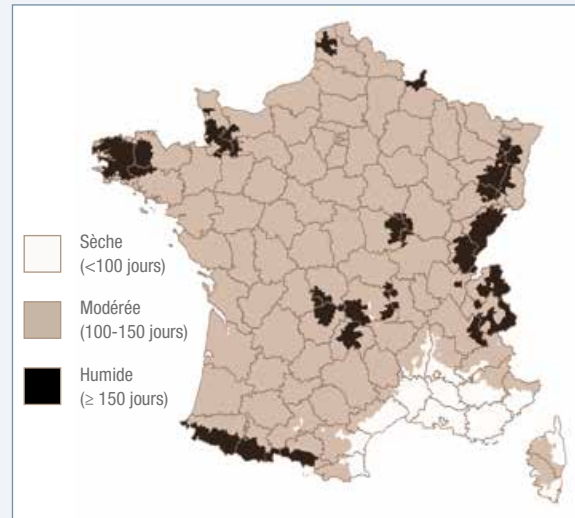 Sèche
(<100 jours)
Modérée
(100-150 jours)
Humide
(≥ 150 jours)